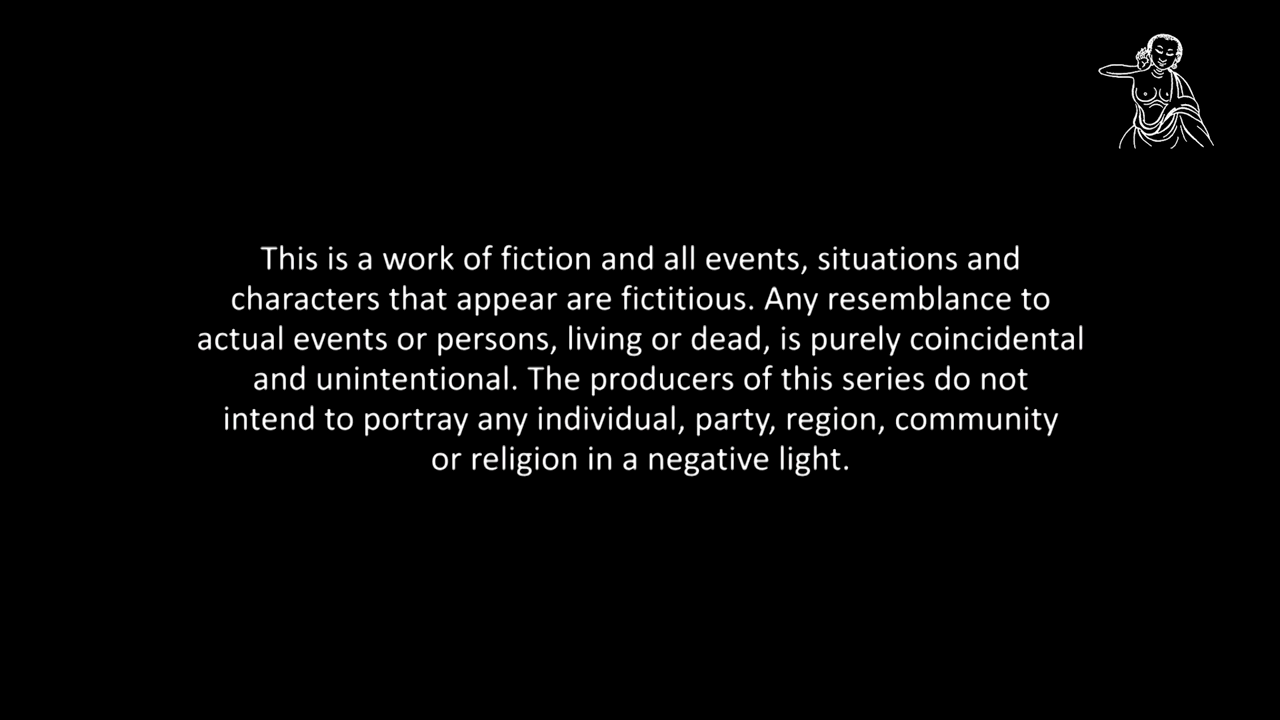 This is a work of fiction and all events, situations and
characters that appear are fictitious. Any resemblance to
actual events or persons, living or dead, is purely coincidental
and unintentional. The producers of this series do not
intend to portray any individual, party, region, community
or religion in a negative light.